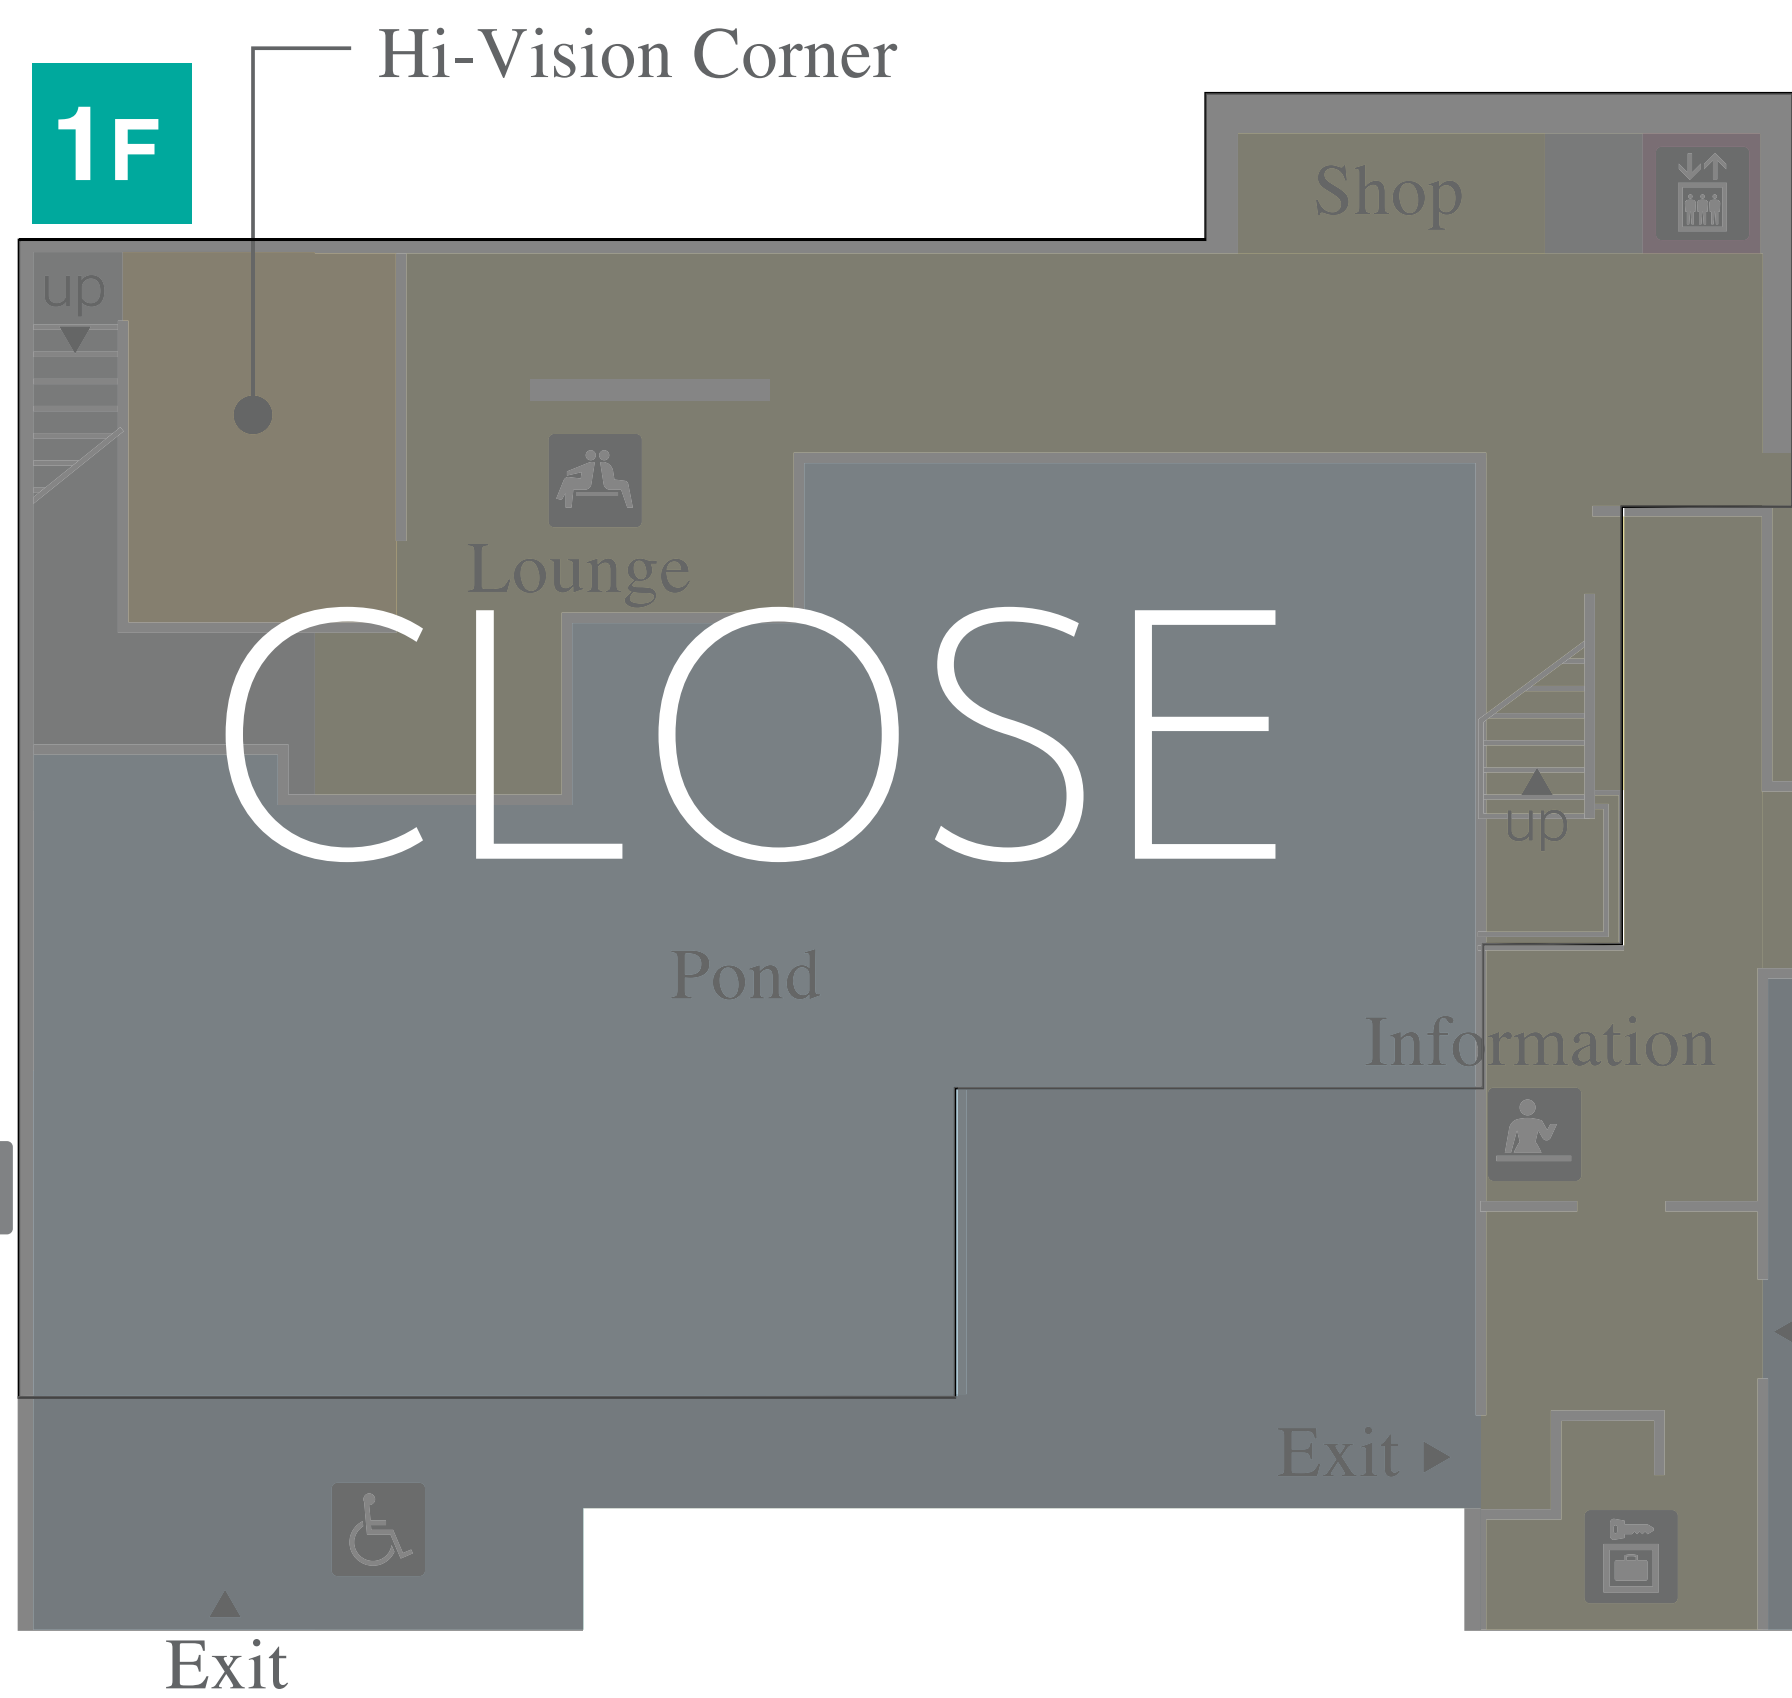 Hi-Vision Corner
1F
Shop
up
Lounge
CLOSE
up
Pond
Information
Exit
Exit